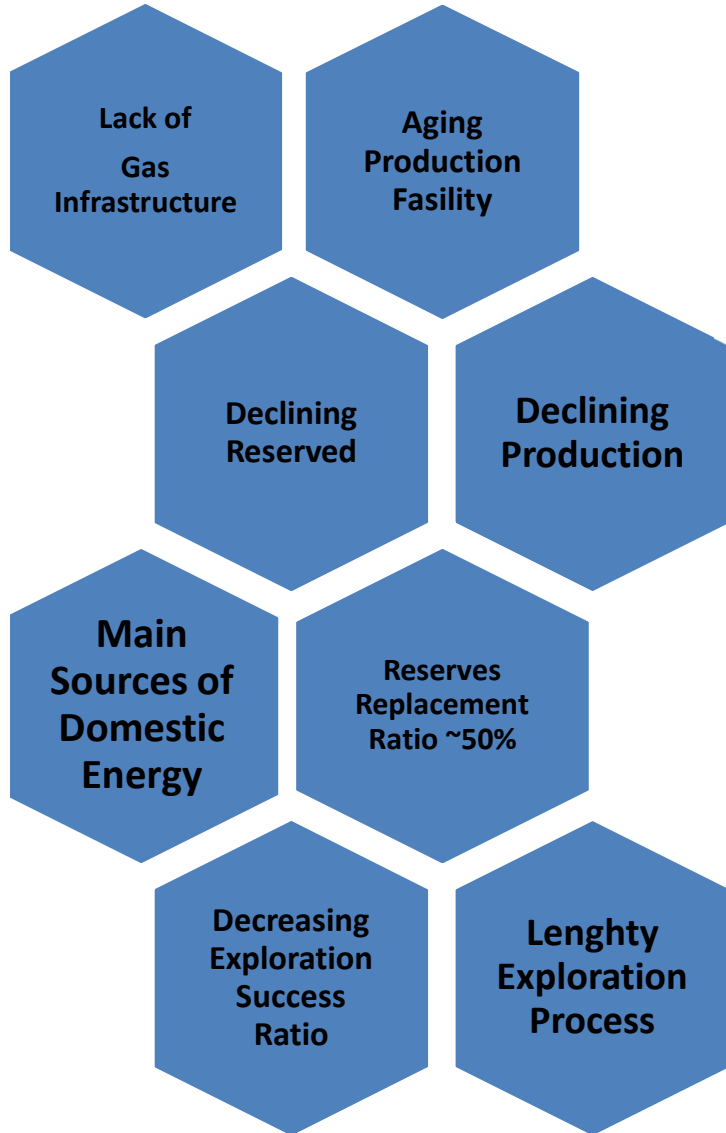 Lack of
Gas
Infrastructure
Aging
Production
Fasility
Declining
Reserved
Declining
Production
Main
Sources of
Domestic
Energy
Reserves
Replacement
Ratio ~50%
Decreasing
Exploration
Success
Ratio
Lenghty
Exploration
Process